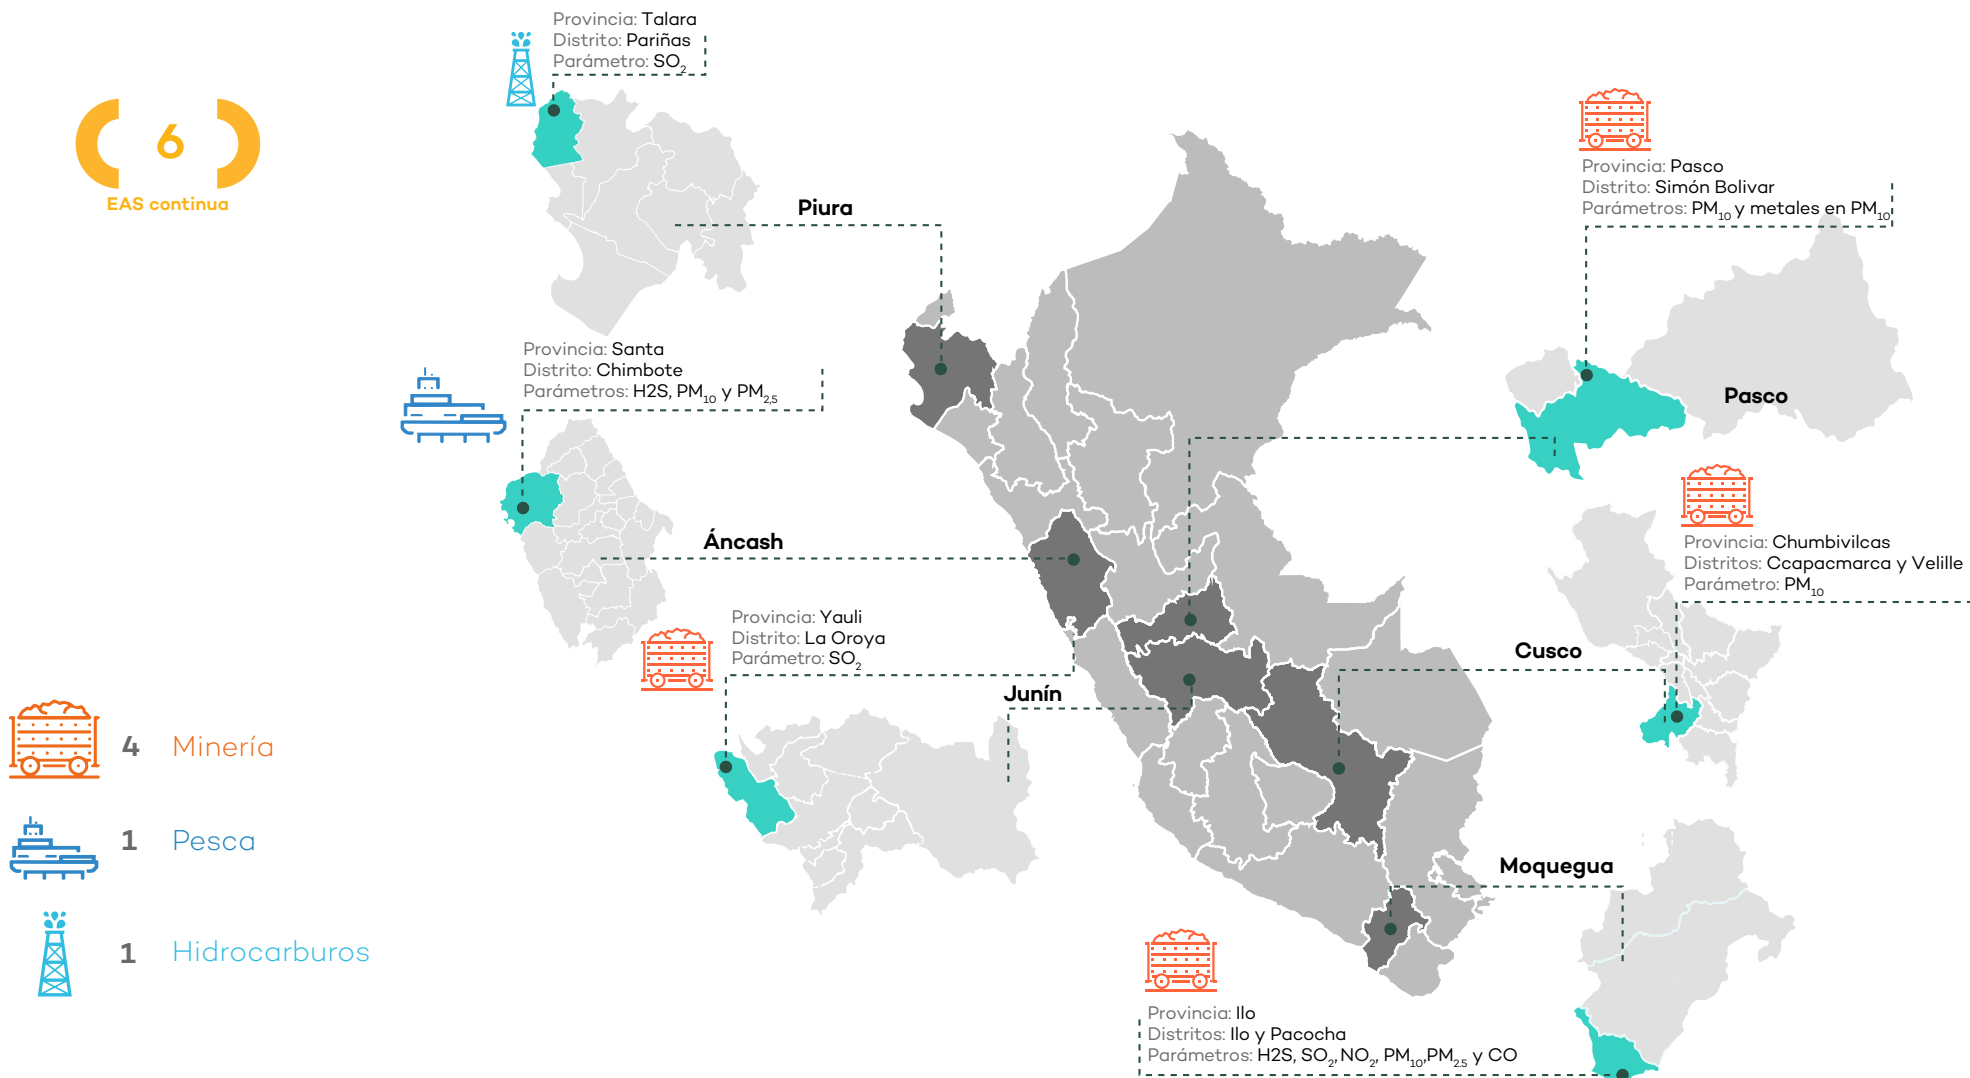 Provincia: Talara
Distrito: Pariñas
Parámetro: SO₂
6
EAS continua
Piura
Provincia: Pasco
Distrito: Simón Bolivar
Parámetros: PM₁₀ y metales en PM₁₀
Pasco
Provincia: Santa
Distrito: Chimbote
Parámetros: H2S, PM₁₀ y PM₂,₅
Áncash
Provincia: Chumbivilcas
Distritos: Ccapacmarca y Velille
Parámetro: PM₁₀
Cusco
Provincia: Yauli
Distrito: La Oroya
Parámetro: SO₂
Junín
4 Minería
1 Pesca
1 Hidrocarburos
Moquegua
Provincia: Ilo
Distritos: Ilo y Pacocha
Parámetros: H2S, SO₂, NO₂, PM₁₀,PM₂.₅ y CO